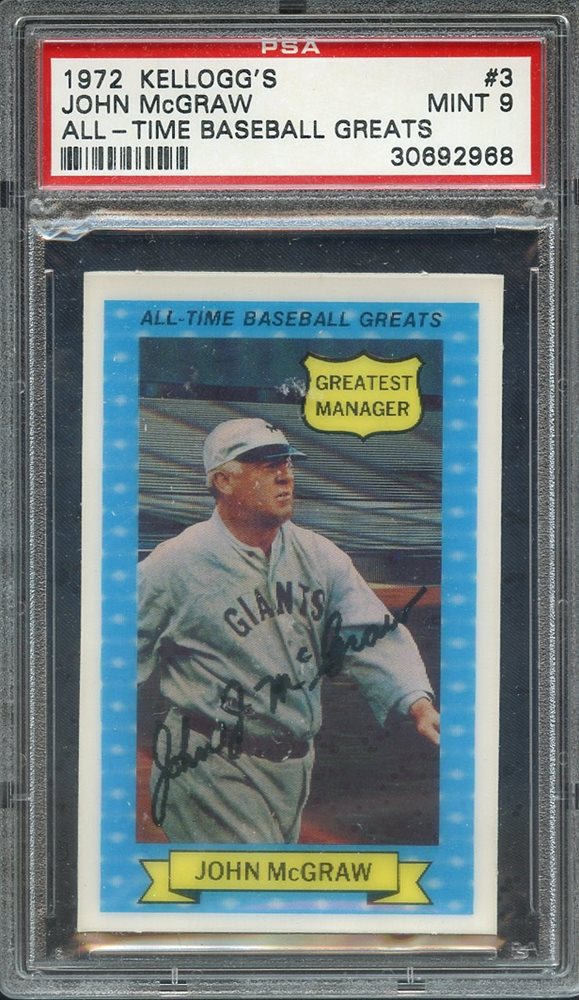 PSA
1972 KELLOGG'S #3
JOHN McGRAW MINT 9
ALL-TIME BASEBALL GREATS
30692968
ALL-TIME BASEBALL GREATS
GREATEST
MANAGER
GIANTS
John J. McGraw
JOHN McGRAW